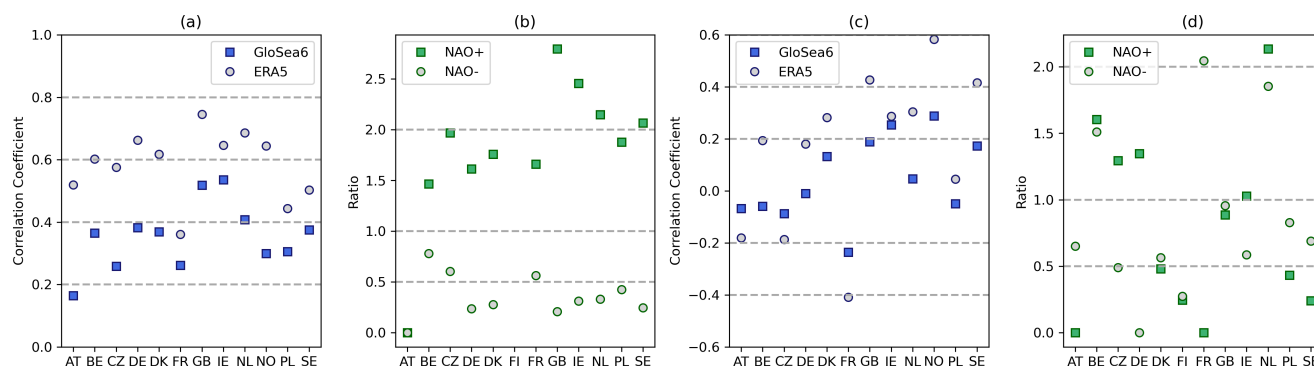 (a)
Correlation Coefficient
1.0
0.8
0.6
0.4
0.2
0.0
GloSea6
ERA5
AT BE CZ DE DK FR GB IE NL NO PL SE
(b)
Ratio
2.5
2.0
1.5
1.0
0.5
0.0
NAO+
NAO-
AT BE CZ DE DK FI FR GB IE NL PL SE
(c)
Correlation Coefficient
0.6
0.4
0.2
0.0
−0.2
−0.4
−0.6
GloSea6
ERA5
AT BE CZ DE DK FR GB IE NL NO PL SE
(d)
Ratio
2.0
1.5
1.0
0.5
0.0
NAO+
NAO-
AT BE CZ DE DK FI FR GB IE NL PL SE